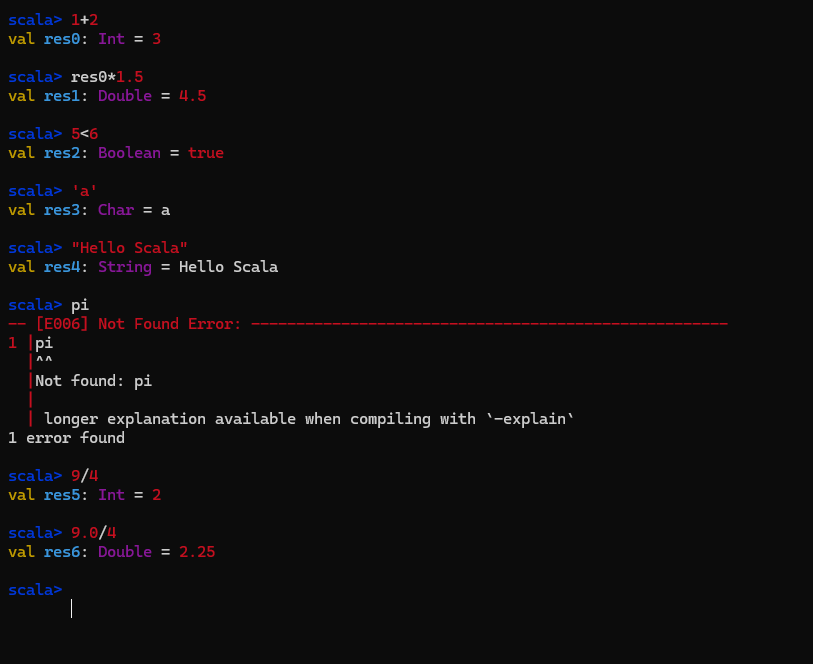 scala> 1+2
val res0: Int = 3
scala> res0*1.5
val res1: Double = 4.5
scala> 5<6
val res2: Boolean = true
scala> 'a'
val res3: Char = a
scala> "Hello Scala"
val res4: String = Hello Scala
scala> pi
-- [E006] Not Found Error: -----------------------------------------------------
1 |pi
  |^^
  |Not found: pi
  |
  | longer explanation available when compiling with `-explain`
1 error found
scala> 9/4
val res5: Int = 2
scala> 9.0/4
val res6: Double = 2.25
scala>